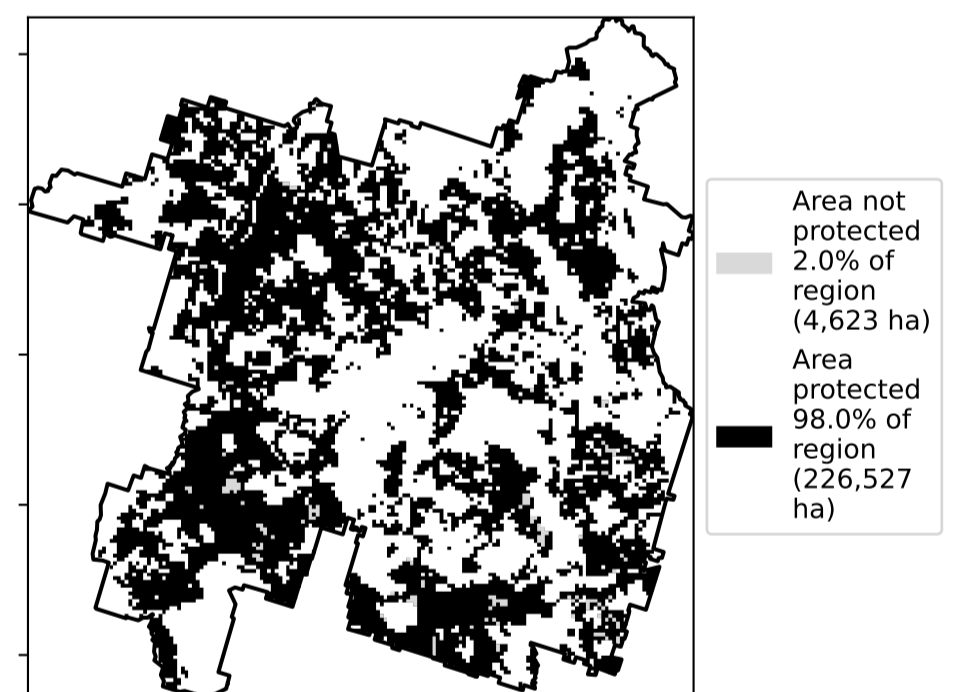 Area not
protected
2.0% of
region
(4,623 ha)
Area
protected
98.0% of
region
(226,527
ha)